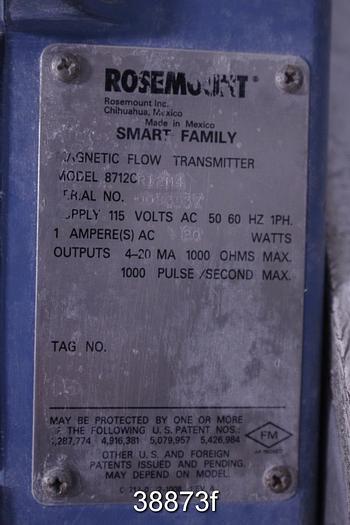 ROSEMOUNT®
Rosemount Inc.
Chihuahua, Mexico
Made in Mexico
SMART FAMILY
MAGNETIC FLOW TRANSMITTER
MODEL 8712C
SERIAL NO.
SUPPLY 115 VOLTS AC 50 60 HZ 1PH.
1 AMPERE(S) AC 20 WATTS
OUTPUTS 4-20 MA 1000 OHMS MAX.
1000 PULSE/SECOND MAX.
TAG NO.
MAY BE PROTECTED BY ONE OR MORE
OF THE FOLLOWING U.S. PATENT NOS.:
,287,774 4,916,381 5,079,957 5,426,984
OTHER U.S. AND FOREIGN
PATENTS ISSUED AND PENDING.
MAY DEPEND ON MODEL.
FM
APPROVED
38873f